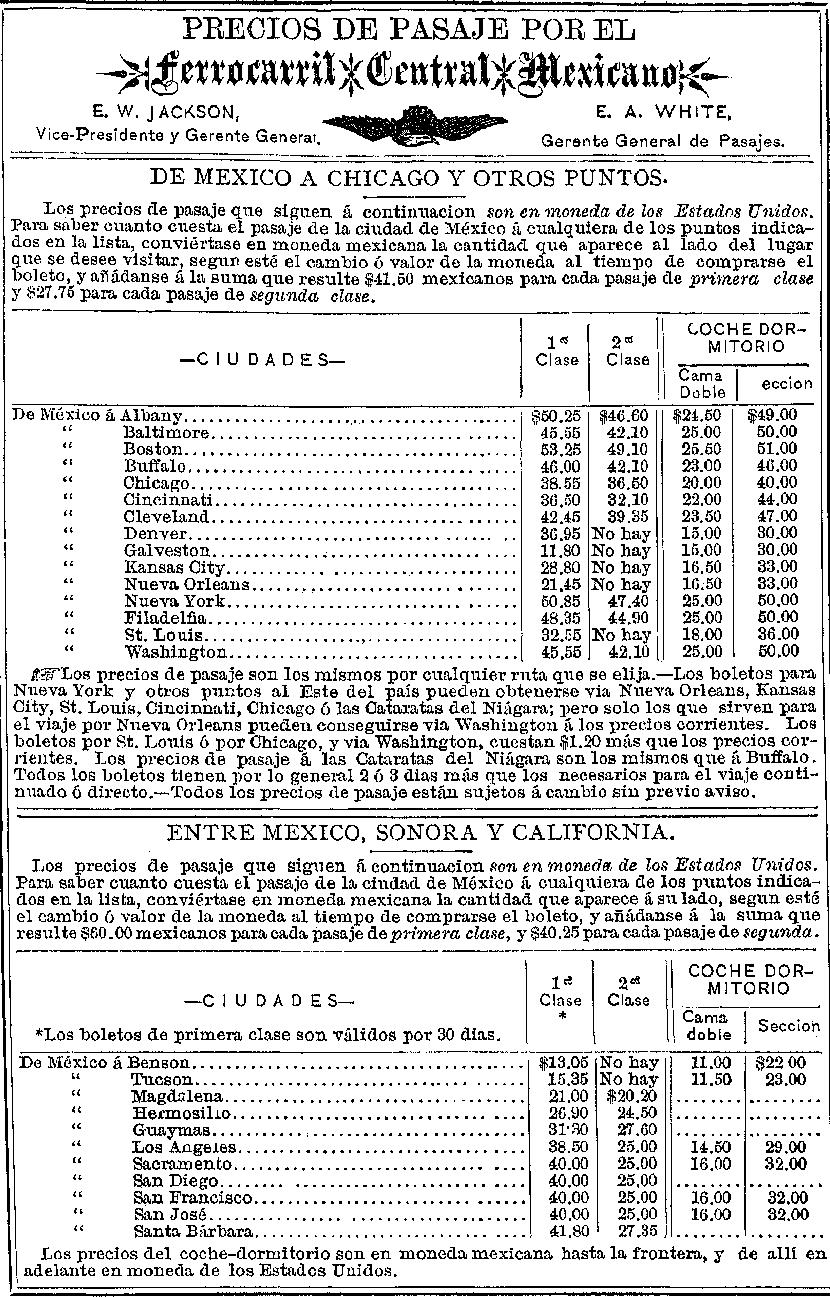 PRECIOS DE PASAJE POR EL
Ferrocarril Central Mexicano
E. W. JACKSON,
Vice-Presidente y Gerente General.
E. A. WHITE,
Gerente General de Pasajes.
DE MEXICO A CHICAGO Y OTROS PUNTOS.
Los precios de pasaje que siguen á continuacion son en moneda de los Estados Unidos.
Para saber cuanto cuesta el pasaje de la ciudad de México á cualquiera de los puntos indica-
dos en la lista, conviértase en moneda mexicana la cantidad que aparece al lado del lugar
que se desee visitar, segun esté el cambio ó valor de la moneda al tiempo de comprarse el
boleto, y añádanse á la suma que resulte $41.50 mexicanos para cada pasaje de primera clase
y $27.75 para cada pasaje de segunda clase.
—CIUDADES— 1ª Clase 2ª Clase COCHE DOR-MITORIO Cama Doble eccion
De México á Albany $50.25 $46.60 $24.50 $49.00
“ Baltimore 45.55 42.10 25.00 50.00
“ Boston 53.25 49.10 25.50 51.00
“ Buffalo 46.00 42.10 23.00 46.00
“ Chicago 38.55 36.50 20.00 40.00
“ Cincinnati 36.50 32.10 22.00 44.00
“ Cleveland 42.45 39.35 23.50 47.00
“ Denver 36.95 No hay 15.00 30.00
“ Galveston 11.80 No hay 15.00 30.00
“ Kansas City 28.80 No hay 16.50 33.00
“ Nueva Orleans 21.45 No hay 16.50 33.00
“ Nueva York 50.85 47.40 25.00 50.00
“ Filadelfia 48.35 44.90 25.00 50.00
“ St. Louis 32.55 No hay 18.00 36.00
“ Washington 45.55 42.10 25.00 50.00
Los precios de pasaje son los mismos por cualquier ruta que se elija.—Los boletos para
Nueva York y otros puntos al Este del país pueden obtenerse via Nueva Orleans, Kansas
City, St. Louis, Cincinnati, Chicago ó las Cataratas del Niágara; pero solo los que sirven para
el viaje por Nueva Orleans pueden conseguirse via Washington á los precios corrientes. Los
boletos por St. Louis ó por Chicago, y via Washington, cuestan $1.20 más que los precios cor-
rientes. Los precios de pasaje á las Cataratas del Niágara son los mismos que á Buffalo.
Todos los boletos tienen por lo general 2 ó 3 dias más que los necesarios para el viaje conti-
nuado ó directo.—Todos los precios de pasaje están sujetos á cambio sin previo aviso.
ENTRE MEXICO, SONORA Y CALIFORNIA.
Los precios de pasaje que siguen á continuacion son en moneda de los Estados Unidos.
Para saber cuanto cuesta el pasaje de la ciudad de México á cualquiera de los puntos indica-
dos en la lista, conviértase en moneda mexicana la cantidad que aparece á su lado, segun esté
el cambio ó valor de la moneda al tiempo de comprarse el boleto, y añádanse á la suma que
resulte $60.00 mexicanos para cada pasaje de primera clase, y $40.25 para cada pasaje de segunda.
—CIUDADES— 1ª Clase * 2ª Clase COCHE DOR-MITORIO Cama doble Seccion
*Los boletos de primera clase son válidos por 30 dias.
De México á Benson $13.05 No hay 11.00 $22 00
“ Tucson 15.35 No hay 11.50 23.00
“ Magdalena 21.00 $20.20
“ Hermosillo 26.90 24.50
“ Guaymas 31.30 27.60
“ Los Angeles 38.50 25.00 14.50 29.00
“ Sacramento 40.00 25.00 16.00 32.00
“ San Diego 40.00 25.00
“ San Francisco 40.00 25.00 16.00 32.00
“ San José 40.00 25.00 16.00 32.00
“ Santa Bárbara 41.80 27.35
Los precios del coche-dormitorio son en moneda mexicana hasta la frontera, y de allí en
adelante en moneda de los Estados Unidos.